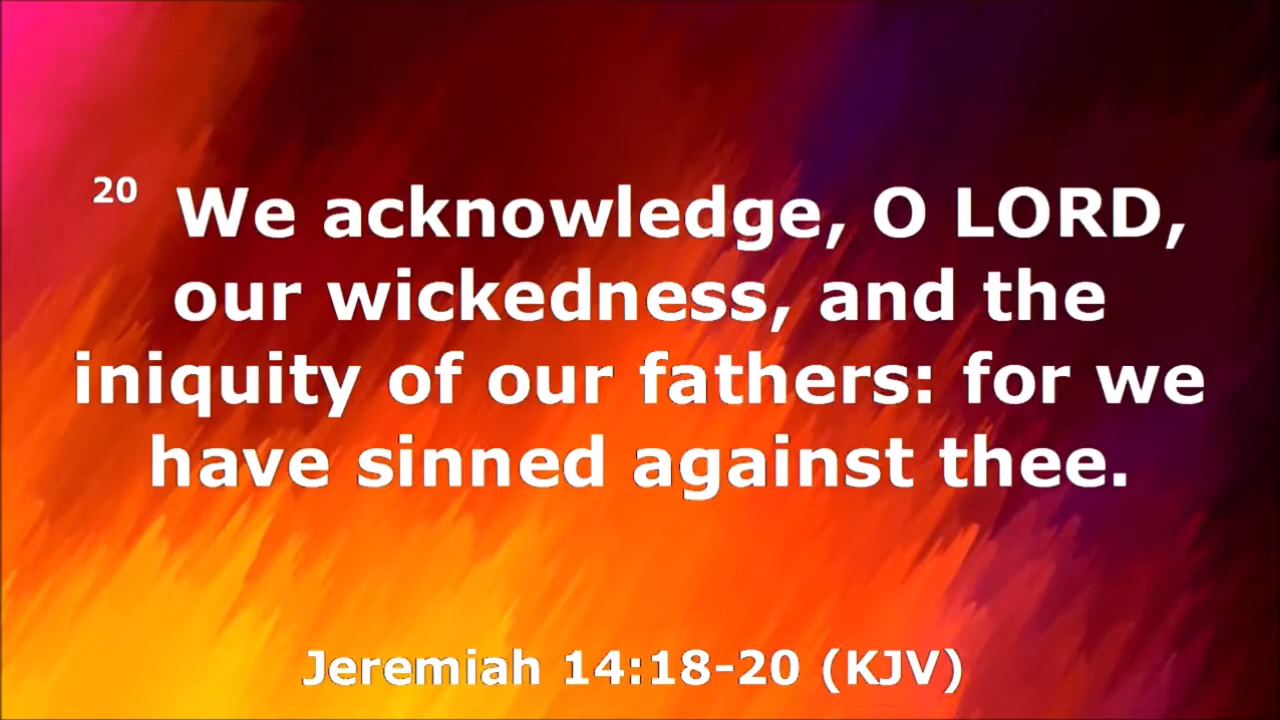 20 We acknowledge, O LORD,
our wickedness, and the
iniquity of our fathers: for we
have sinned against thee.
Jeremiah 14:18-20 (KJV)